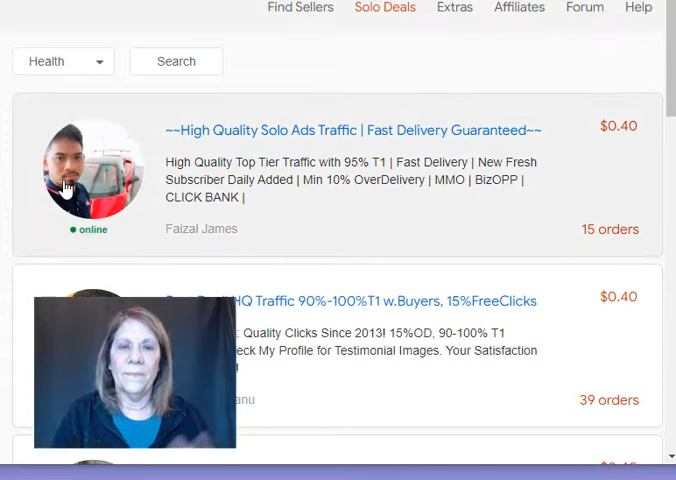 Find Sellers Solo Deals Extras Affiliates Forum Help
Health Search
~~High Quality Solo Ads Traffic | Fast Delivery Guaranteed~~ $0.40
High Quality Top Tier Traffic with 95% T1 | Fast Delivery | New Fresh
Subscriber Daily Added | Min 10% OverDelivery | MMO | BizOPP |
CLICK BANK |
online Faizal James 15 orders
HQ Traffic 90%-100%T1 w.Buyers, 15%FreeClicks $0.40
: Quality Clicks Since 2013! 15%OD, 90-100% T1
eck My Profile for Testimonial Images. Your Satisfaction
!
anu 39 orders